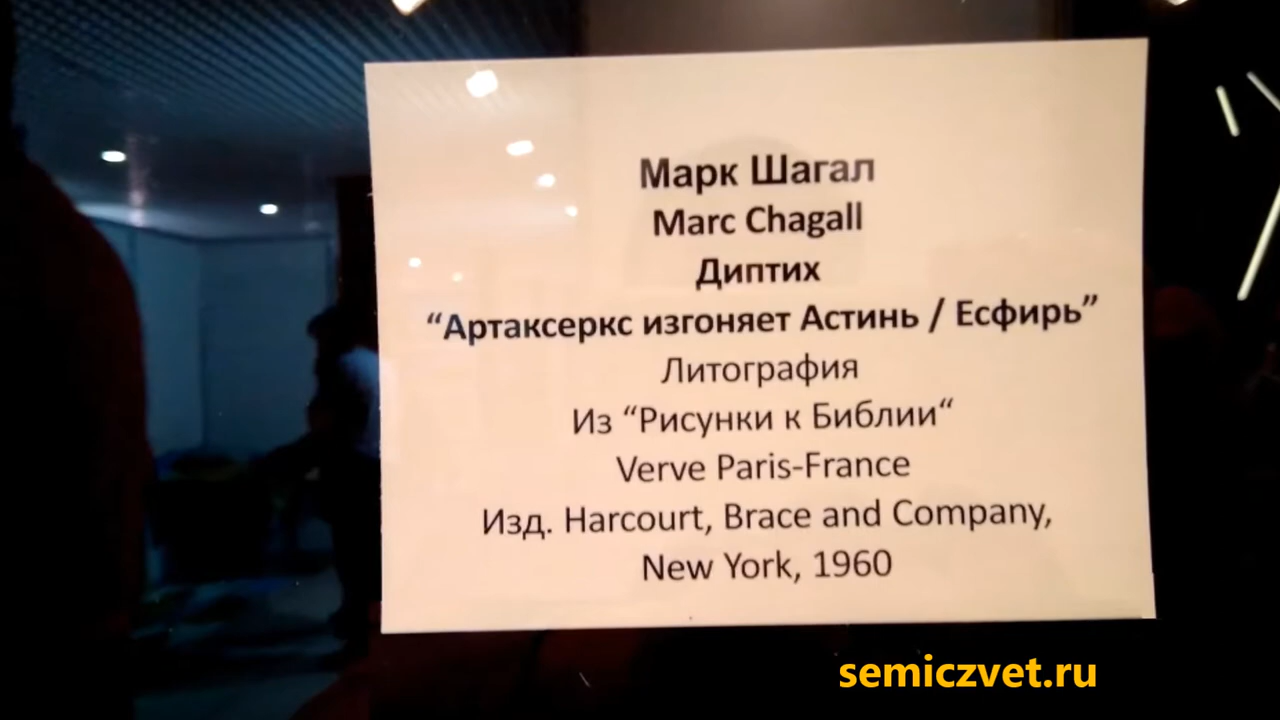 Марк Шагал
Marc Chagall
Диптих
“Артаксеркс изгоняет Астинь / Есфирь”
Литография
Из “Рисунки к Библии“
Verve Paris-France
Изд. Harcourt, Brace and Company,
New York, 1960
semiczvet.ru